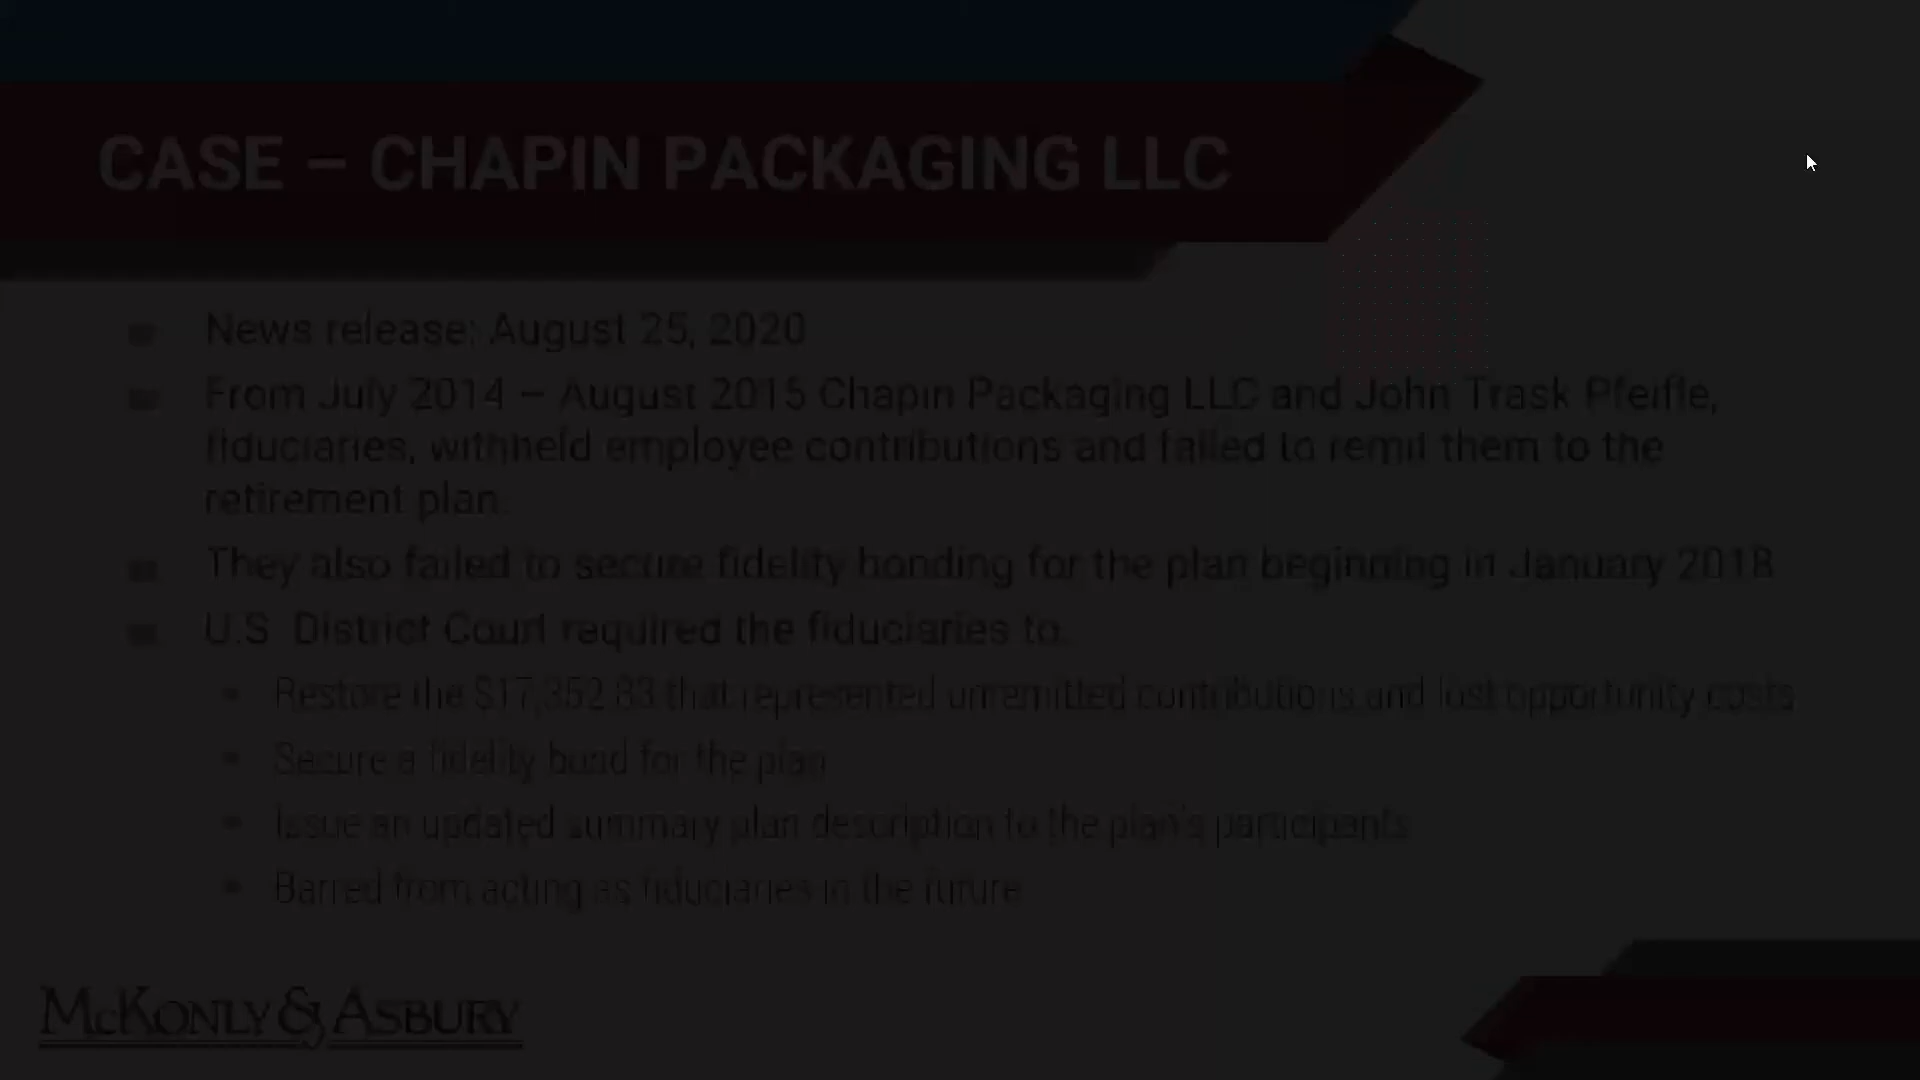 CASE – CHAPIN PACKAGING LLC
News release: August 25, 2020
From July 2014 – August 2015 Chapin Packaging LLC and John Trask Pfeifle,
fiduciaries, withheld employee contributions and failed to remit them to the
retirement plan.
They also failed to secure fidelity bonding for the plan beginning in January 2018
U.S. District Court required the fiduciaries to:
Restore the $17,352.83 that represented unremitted contributions and lost opportunity costs
Secure a fidelity bond for the plan
Issue an updated summary plan description to the plan's participants
Barred from acting as fiduciaries in the future
McKonly & Asbury